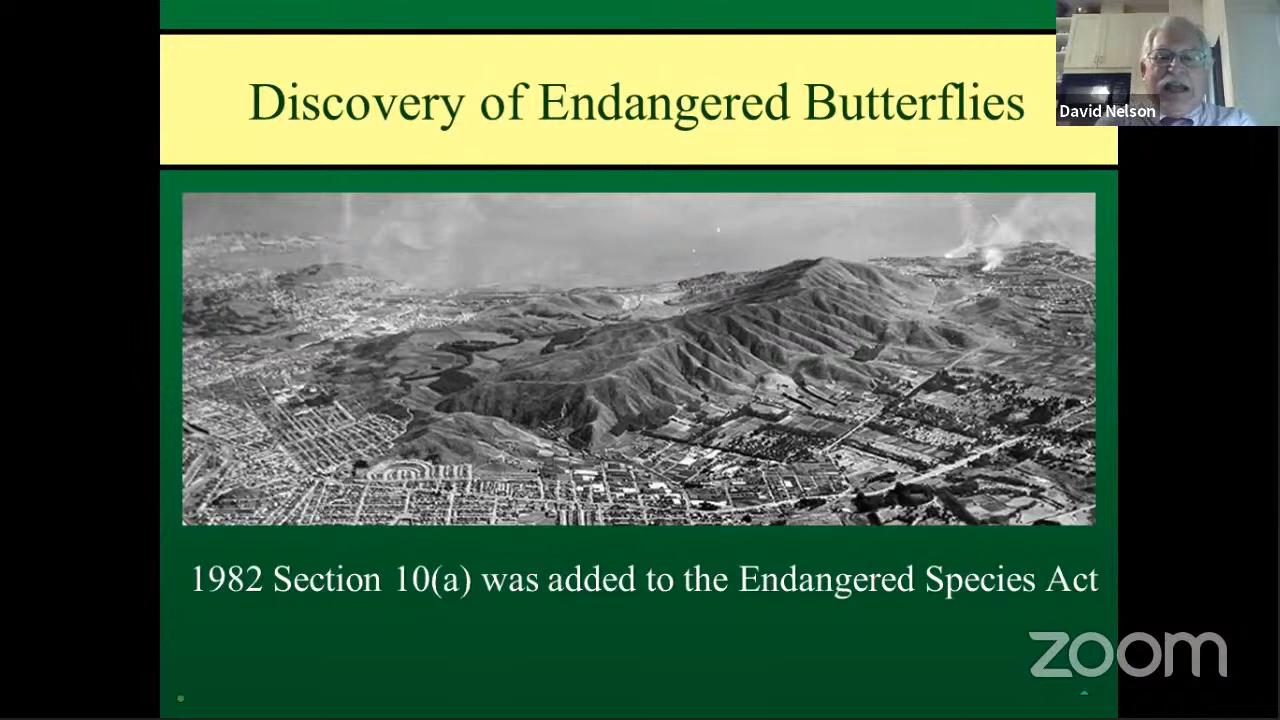 Discovery of Endangered Butterflies
David Nelson
1982 Section 10(a) was added to the Endangered Species Act
zoom